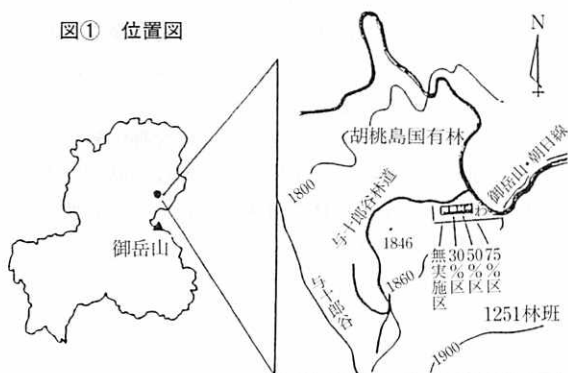 図① 位置図
御岳山
N
胡桃島国有林
御岳山・朝日線
1800
与十郎谷林道
わ
1846
1860
与十郎谷
無実施区
30%区
50%区
75%区
1251林班
1900